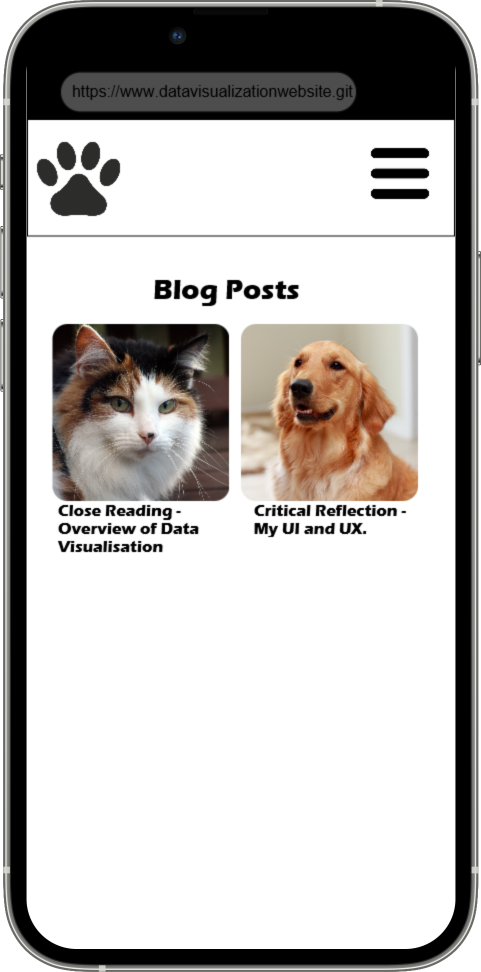 https://www.datavisualizationwebsite.git
Blog Posts
Close Reading -
Overview of Data
Visualisation
Critical Reflection -
My UI and UX.